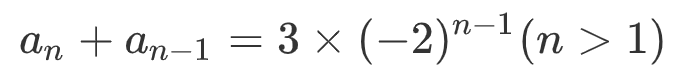 aₙ + aₙ₋₁ = 3 × (−2)ⁿ⁻¹(n > 1)